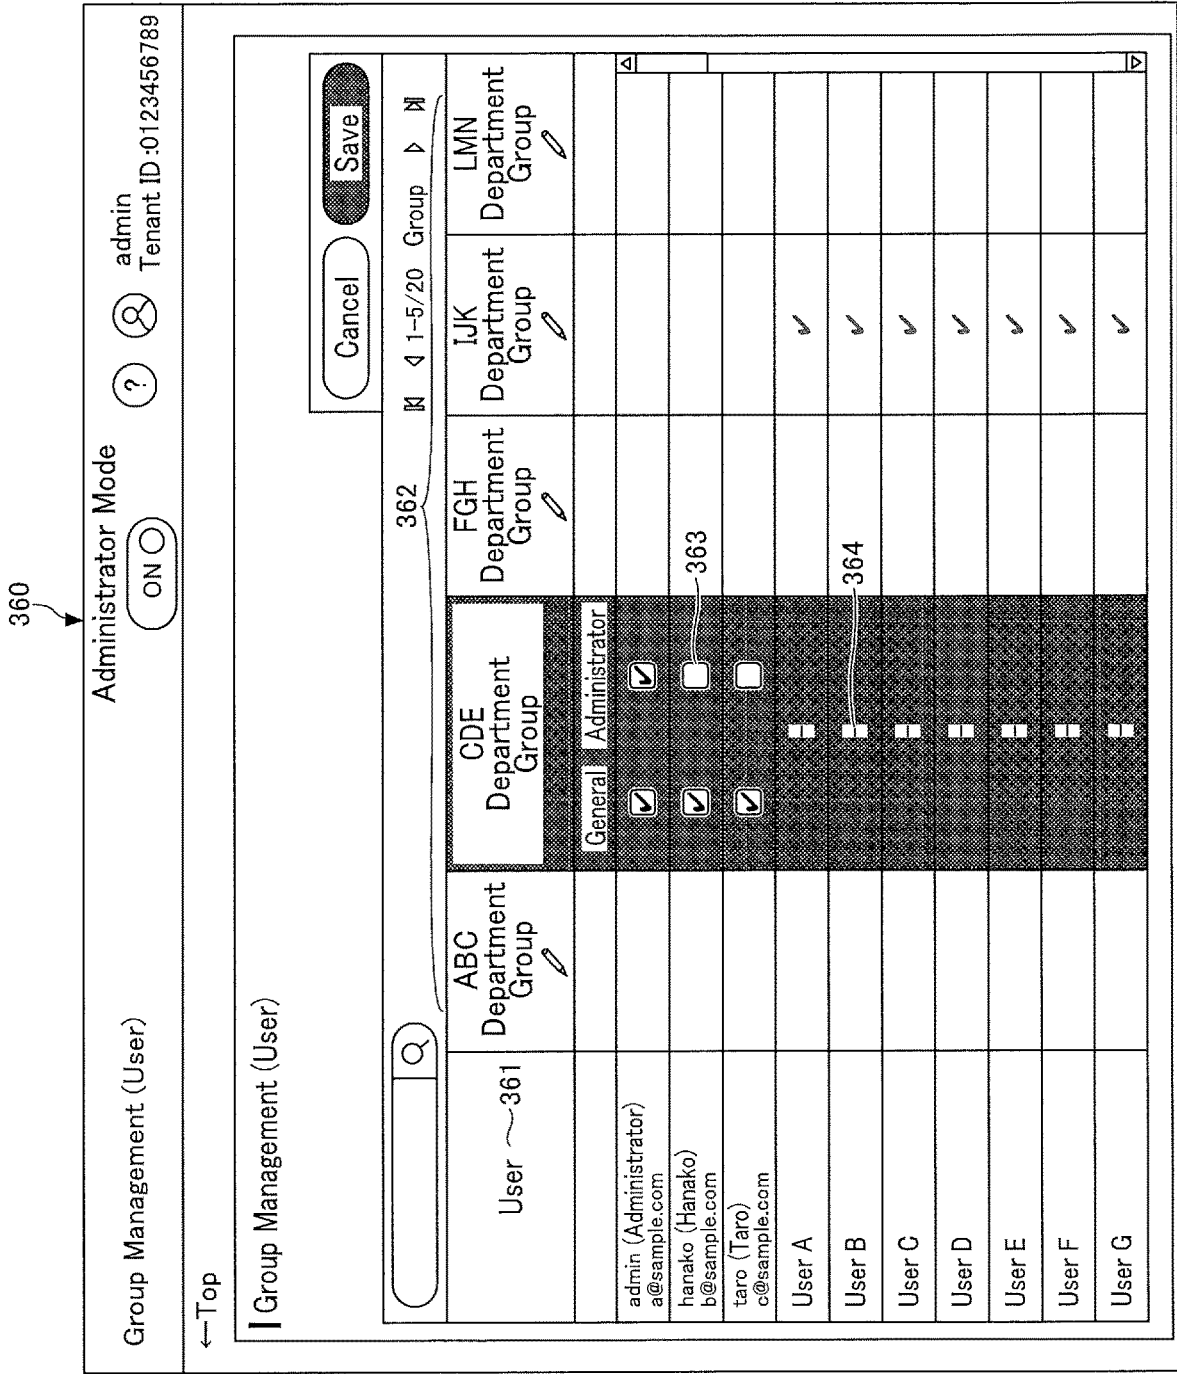 360
Group Management (User)
Administrator Mode
ON
?
admin
Tenant ID:0123456789
←Top
Group Management (User)
Cancel
Save
362
1-5/20 Group
User
361
ABC
Department
Group
CDE
Department
Group
FGH
Department
Group
IJK
Department
Group
LMN
Department
Group
General
Administrator
admin (Administrator)
a@sample.com
hanako (Hanako)
b@sample.com
363
taro (Taro)
c@sample.com
User A
User B
364
User C
User D
User E
User F
User G